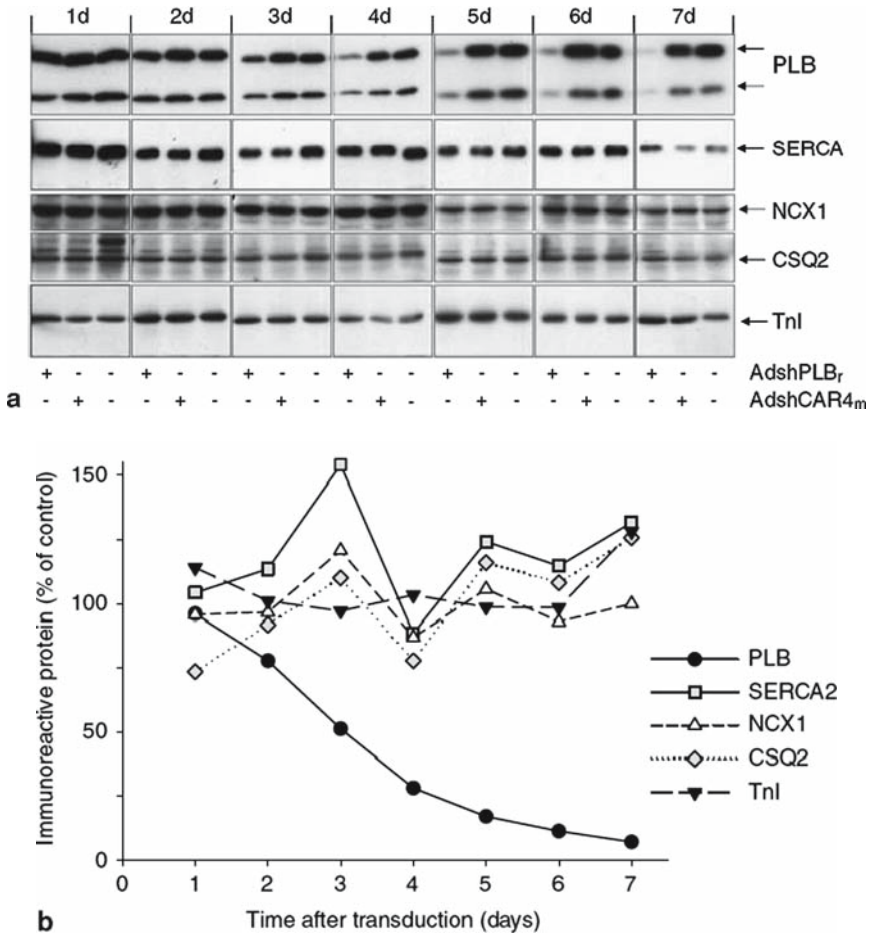 1d 2d 3d 4d 5d 6d 7d
PLB
SERCA
NCX1
CSQ2
TnI
+ - - + - - + - - + - - + - - + - - + - - AdshPLBr
a - + - - + - - + - - + - - + - - + - - + - AdshCAR4m
Immunoreactive protein (% of control)
150
100
50
0
0 1 2 3 4 5 6 7
Time after transduction (days)
PLB
SERCA2
NCX1
CSQ2
TnI
b